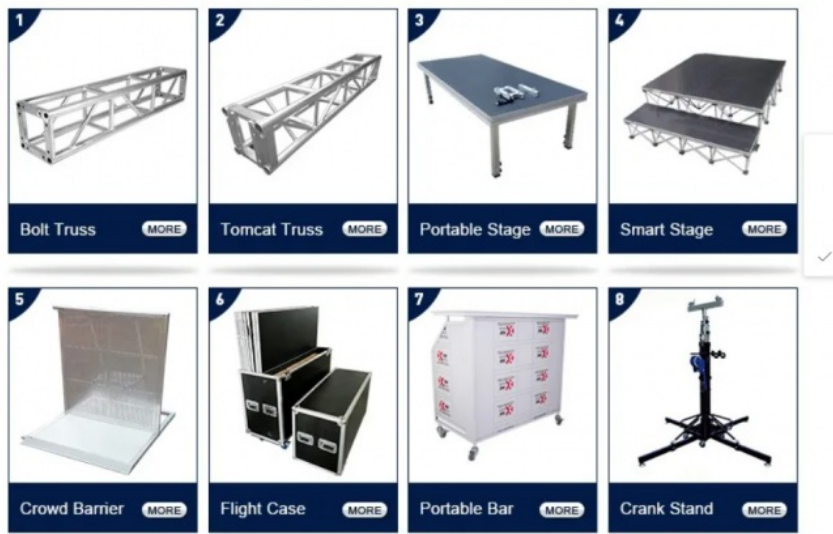 1
2
3
4
Bolt Truss MORE
Tomcat Truss MORE
Portable Stage MORE
Smart Stage MORE
5
6
7
8
Crowd Barrier MORE
Flight Case MORE
Portable Bar MORE
Crank Stand MORE